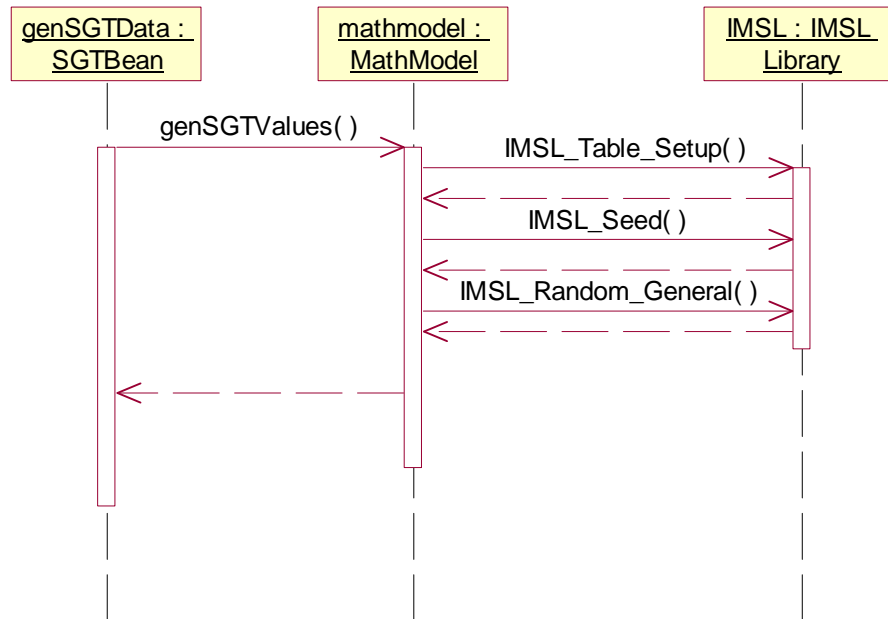 genSGTData :
SGTBean
mathmodel :
MathModel
IMSL : IMSL
Library
genSGTValues( )
IMSL_Table_Setup( )
IMSL_Seed( )
IMSL_Random_General( )